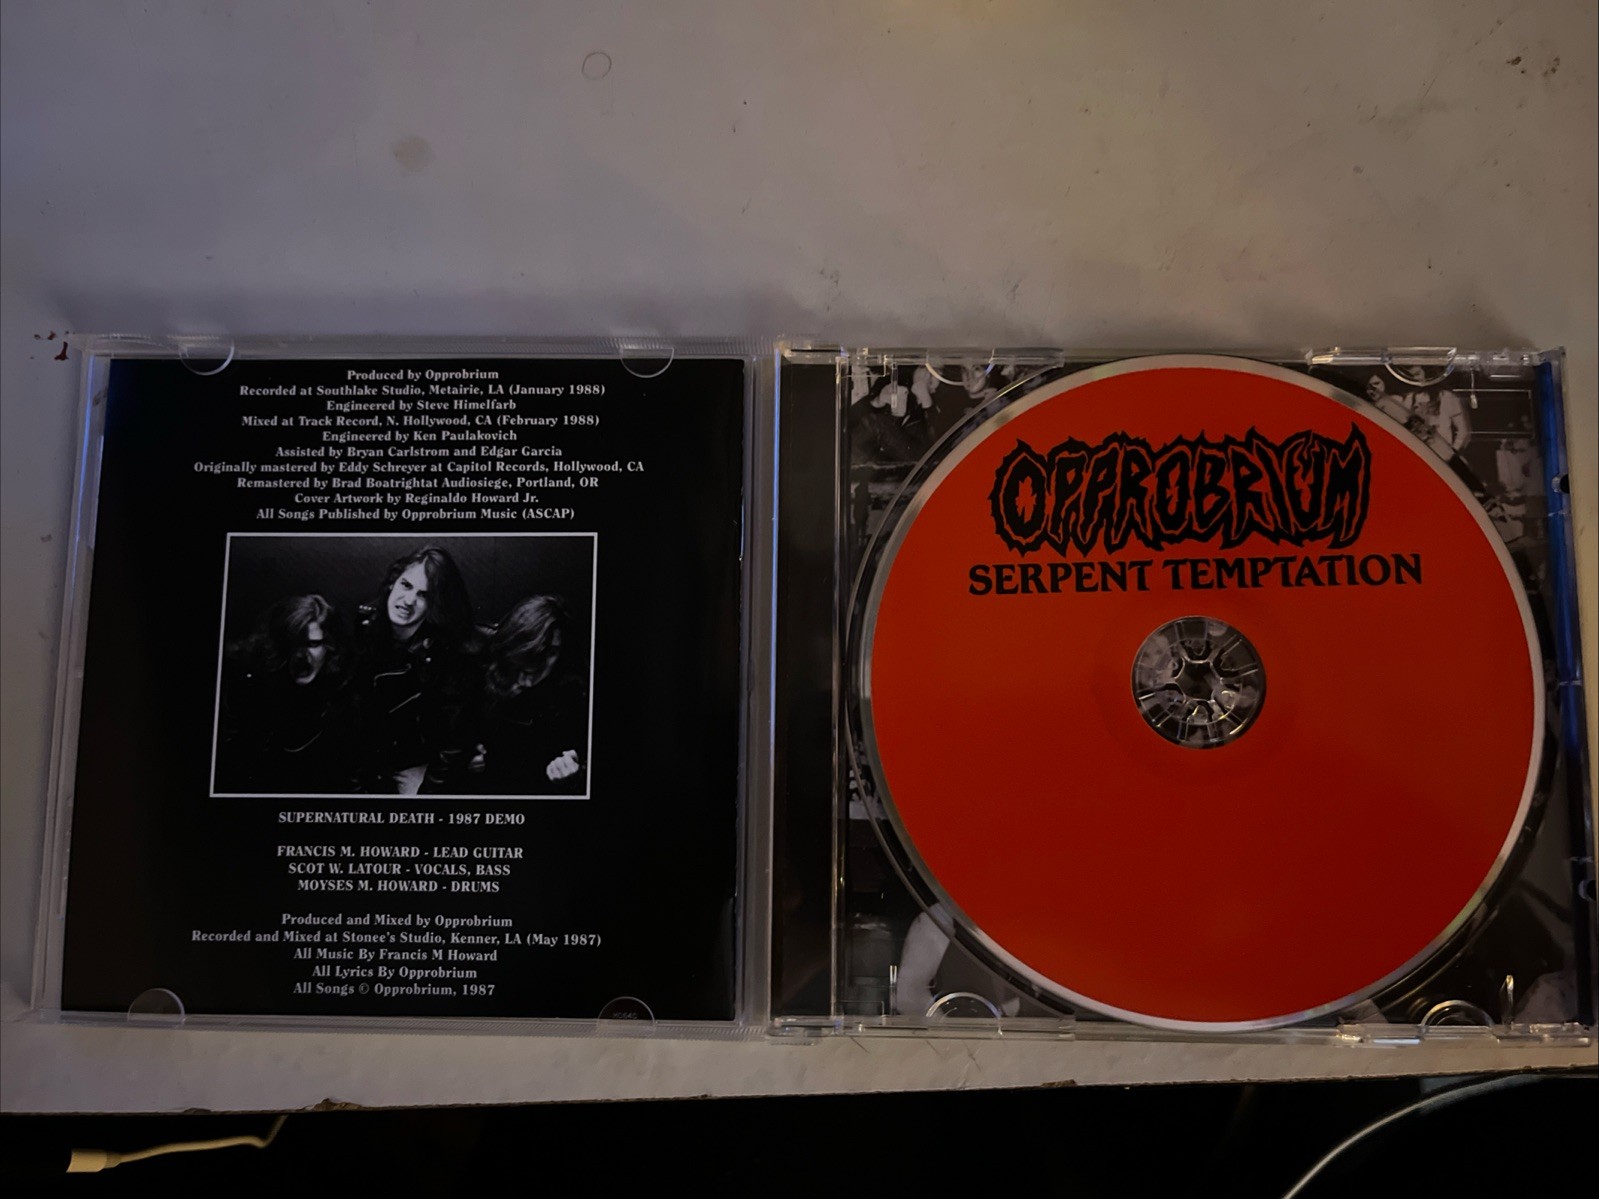 Produced by Opprobrium
Recorded at Southlake Studio, Metairie, LA (January 1988)
Engineered by Steve Himelfarb
Mixed at Track Record, N. Hollywood, CA (February 1988)
Engineered by Ken Paulakovich
Assisted by Bryan Carlstrom and Edgar Garcia
Originally mastered by Eddy Schreyer at Capitol Records, Hollywood, CA
Remastered by Brad Boatrightat Audiosiege, Portland, OR
Cover Artwork by Reginaldo Howard Jr.
All Songs Published by Opprobrium Music (ASCAP)
SUPERNATURAL DEATH - 1987 DEMO
FRANCIS M. HOWARD - LEAD GUITAR
SCOT W. LATOUR - VOCALS, BASS
MOYSES M. HOWARD - DRUMS
Produced and Mixed by Opprobrium
Recorded and Mixed at Stonee's Studio, Kenner, LA (May 1987)
All Music By Francis M Howard
All Lyrics By Opprobrium
All Songs © Opprobrium, 1987
OPPROBRIUM
SERPENT TEMPTATION